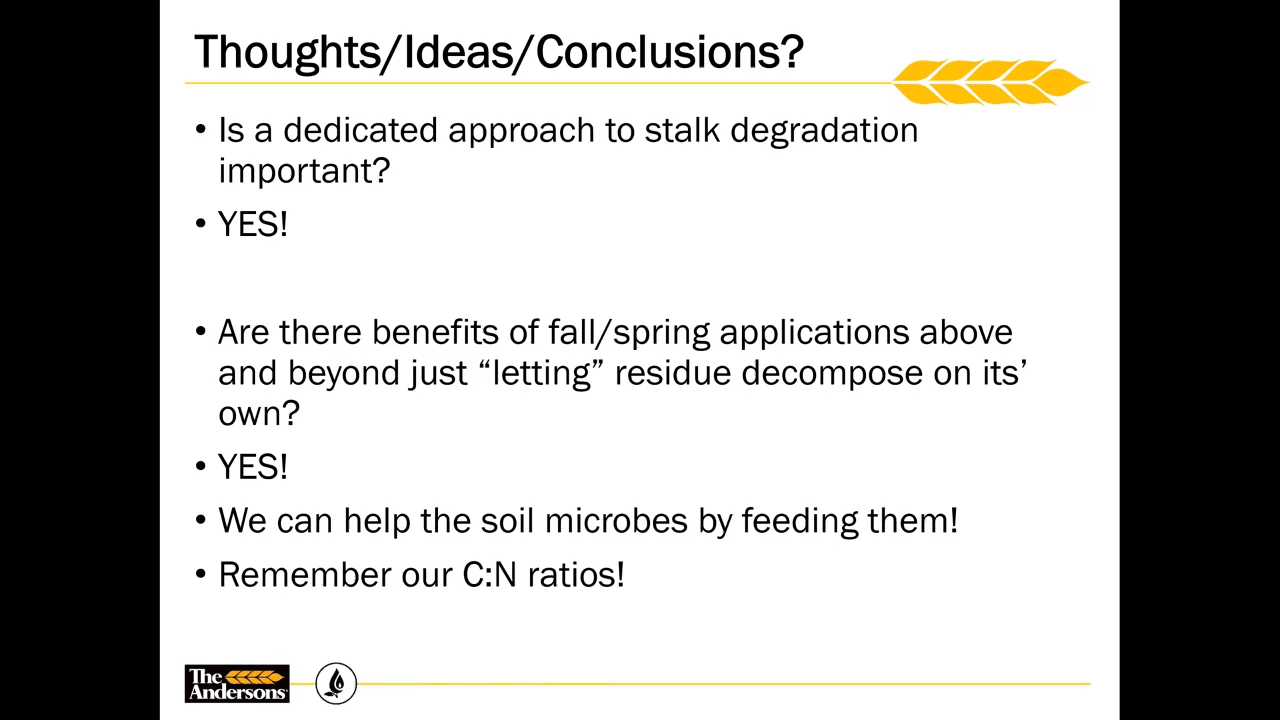 Thoughts/Ideas/Conclusions?
• Is a dedicated approach to stalk degradation
important?
• YES!
• Are there benefits of fall/spring applications above
and beyond just “letting” residue decompose on its’
own?
• YES!
• We can help the soil microbes by feeding them!
• Remember our C:N ratios!
The
Andersons